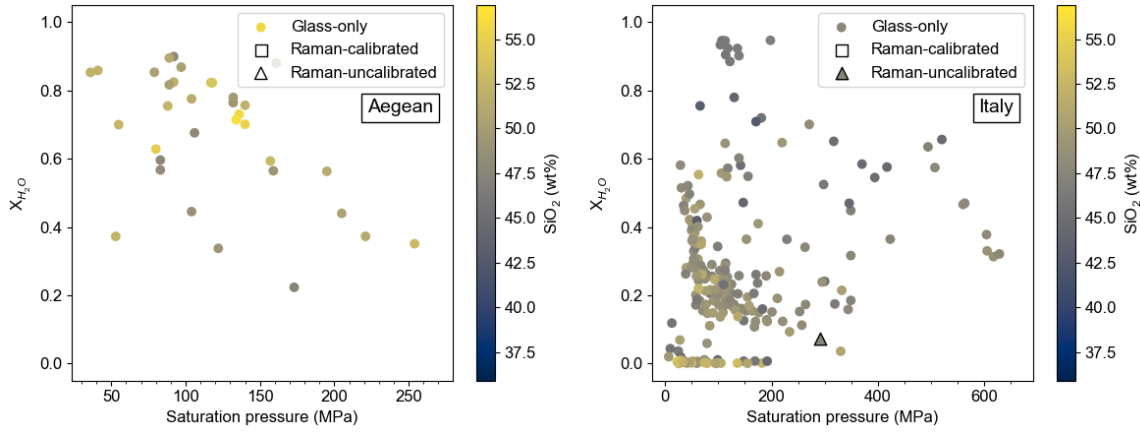 1.0
0.8
0.6
0.4
0.2
0.0
X_{H_2O}
50
100
150
200
250
Saturation pressure (MPa)
Glass-only
Raman-calibrated
Raman-uncalibrated
Aegean
55.0
52.5
50.0
47.5
45.0
42.5
40.0
37.5
SiO₂ (wt%)
1.0
0.8
0.6
0.4
0.2
0.0
X_{H_2O}
0
200
400
600
Saturation pressure (MPa)
Glass-only
Raman-calibrated
Raman-uncalibrated
Italy
55.0
52.5
50.0
47.5
45.0
42.5
40.0
37.5
SiO₂ (wt%)